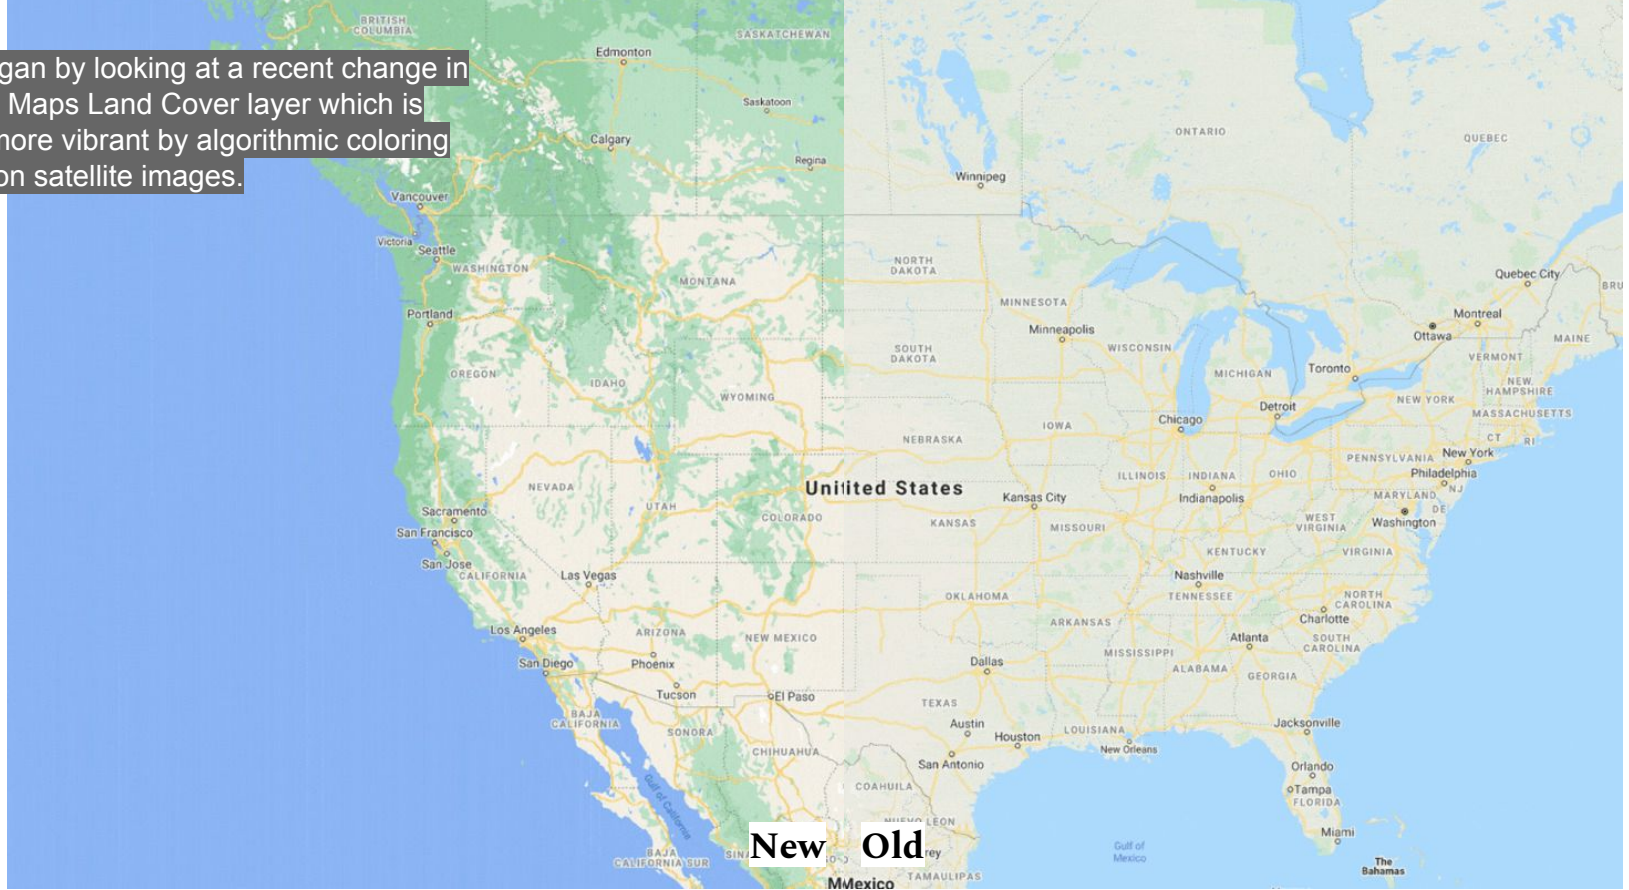 gan by looking at a recent change in
Maps Land Cover layer which is
more vibrant by algorithmic coloring
on satellite images.
BRITISH
COLUMBIA
SASKATCHEWAN
Edmonton
Saskatoon
Calgary
Regina
ONTARIO
QUEBEC
Winnipeg
Vancouver
Victoria
Seattle
WASHINGTON
MONTANA
NORTH
DAKOTA
Quebec City
BRU
MINNESOTA
Portland
Minneapolis
Montreal
Ottawa
MAINE
SOUTH
DAKOTA
WISCONSIN
VERMONT
OREGON
IDAHO
MICHIGAN
Toronto
NEW
HAMPSHIRE
WYOMING
NEW YORK
MASSACHUSETTS
Detroit
Chicago
IOWA
NEBRASKA
CT
RI
PENNSYLVANIA
New York
Philadelphia
NJ
NEVADA
UTAH
United States
ILLINOIS
INDIANA
OHIO
Kansas City
Indianapolis
MARYLAND
DE
Sacramento
San Francisco
COLORADO
KANSAS
MISSOURI
WEST
VIRGINIA
Washington
San Jose
CALIFORNIA
Las Vegas
KENTUCKY
VIRGINIA
Nashville
TENNESSEE
OKLAHOMA
NORTH
CAROLINA
Charlotte
ARKANSAS
Los Angeles
ARIZONA
NEW MEXICO
Atlanta
SOUTH
CAROLINA
MISSISSIPPI
San Diego
Phoenix
Dallas
ALABAMA
GEORGIA
Tucson
El Paso
TEXAS
BAJA
CALIFORNIA
SONORA
Austin
Houston
LOUISIANA
Jacksonville
CHIHUAHUA
New Orleans
San Antonio
Orlando
Tampa
FLORIDA
COAHUILA
Gulf of California
NUEVO LEON
Miami
New
Old
rey
Gulf of
Mexico
BAJA
CALIFORNIA SUR
SINA
The
Bahamas
TAMAULIPAS
Mexico